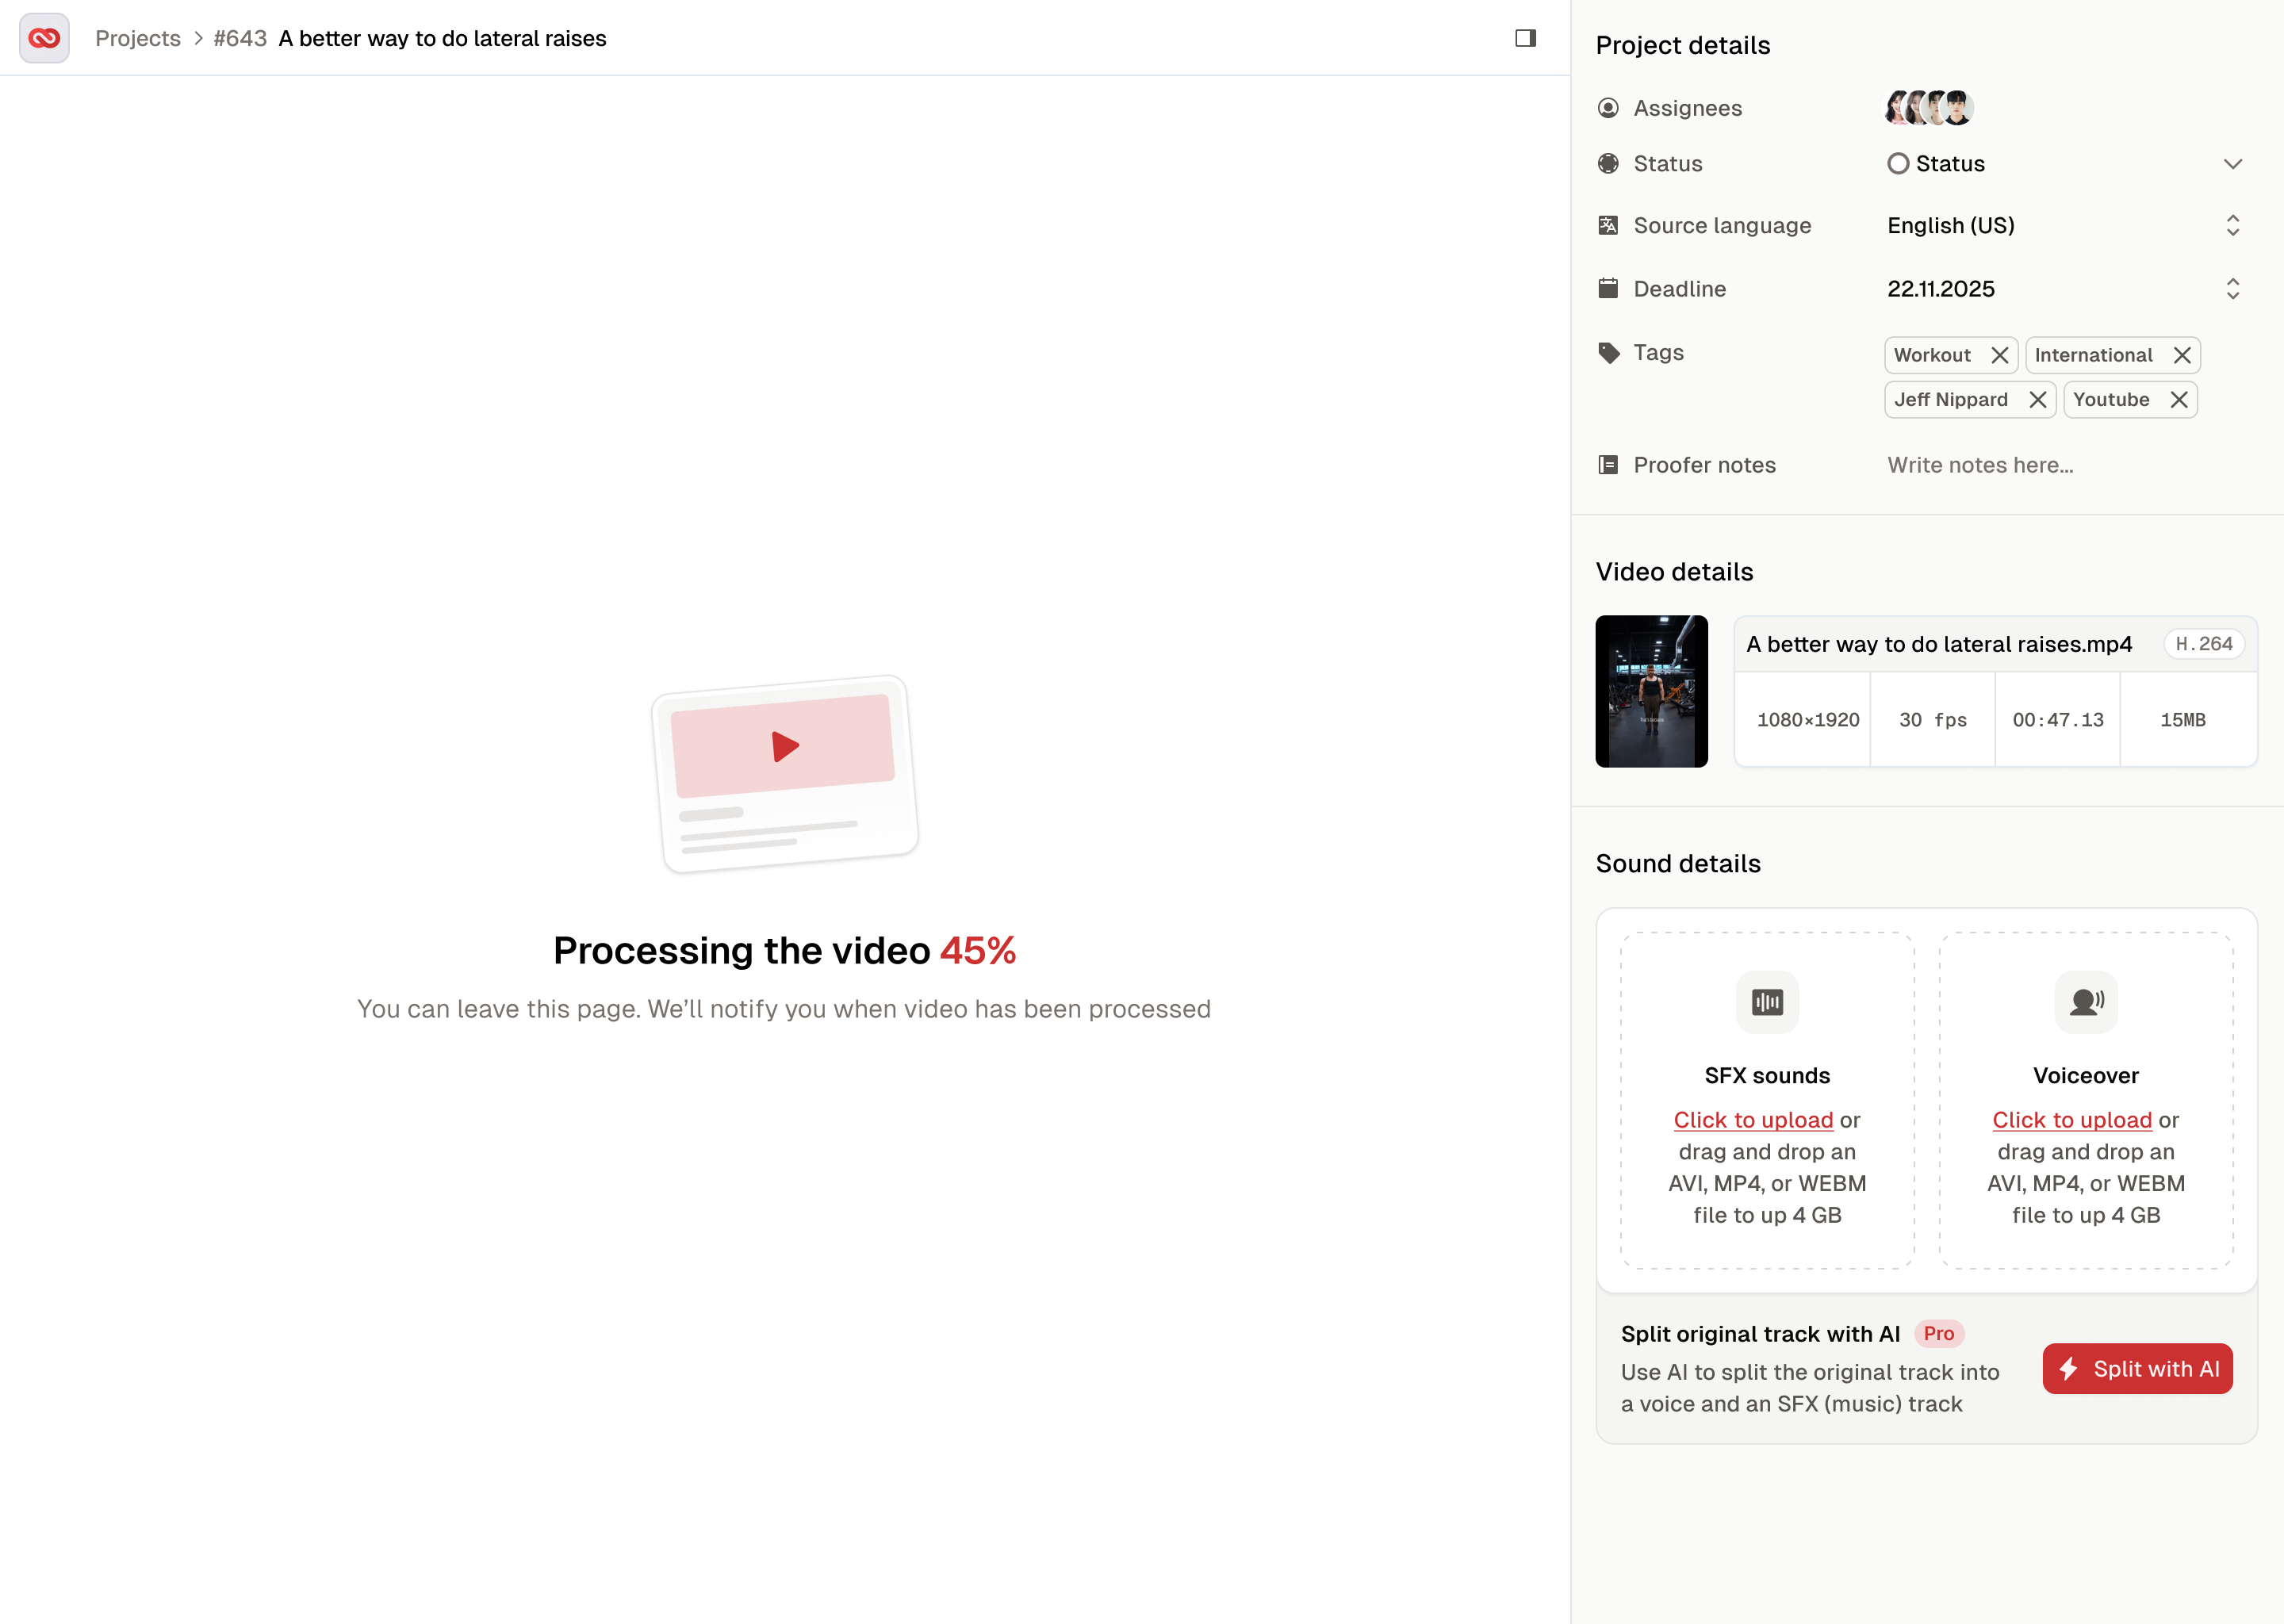 Projects > #643 A better way to do lateral raises
Processing the video 45%
You can leave this page. We’ll notify you when video has been processed
Project details
Assignees
Status
Status
Source language
English (US)
Deadline
22.11.2025
Tags
Workout
International
Jeff Nippard
Youtube
Proofer notes
Write notes here...
Video details
A better way to do lateral raises.mp4
H.264
1080×1920
30 fps
00:47.13
15MB
Sound details
SFX sounds
Click to upload or
drag and drop an
AVI, MP4, or WEBM
file to up 4 GB
Voiceover
Click to upload or
drag and drop an
AVI, MP4, or WEBM
file to up 4 GB
Split original track with AI Pro
Use AI to split the original track into
a voice and an SFX (music) track
Split with AI